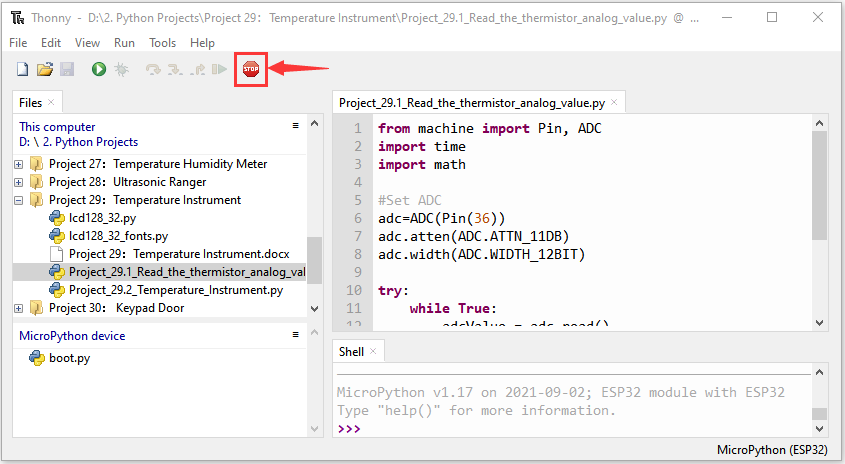 Thonny - D:\2. Python Projects\Project 29： Temperature Instrument\Project_29.1_Read_the_thermistor_analog_value.py @ ...
File Edit View Run Tools Help
STOP
Files
This computer
D: \ 2. Python Projects
Project 27： Temperature Humidity Meter
Project 28： Ultrasonic Ranger
Project 29： Temperature Instrument
lcd128_32.py
lcd128_32_fonts.py
Project 29： Temperature Instrument.docx
Project_29.1_Read_the_thermistor_analog_val
Project_29.2_Temperature_Instrument.py
Project 30： Keypad Door
MicroPython device
boot.py
Project_29.1_Read_the_thermistor_analog_value.py
1 from machine import Pin, ADC
2 import time
3 import math
4
5 #Set ADC
6 adc=ADC(Pin(36))
7 adc.atten(ADC.ATTN_11DB)
8 adc.width(ADC.WIDTH_12BIT)
9
10 try:
11 while True:
12 adcValue = adc.read()
Shell
MicroPython v1.17 on 2021-09-02; ESP32 module with ESP32
Type "help()" for more information.
>>>
MicroPython (ESP32)